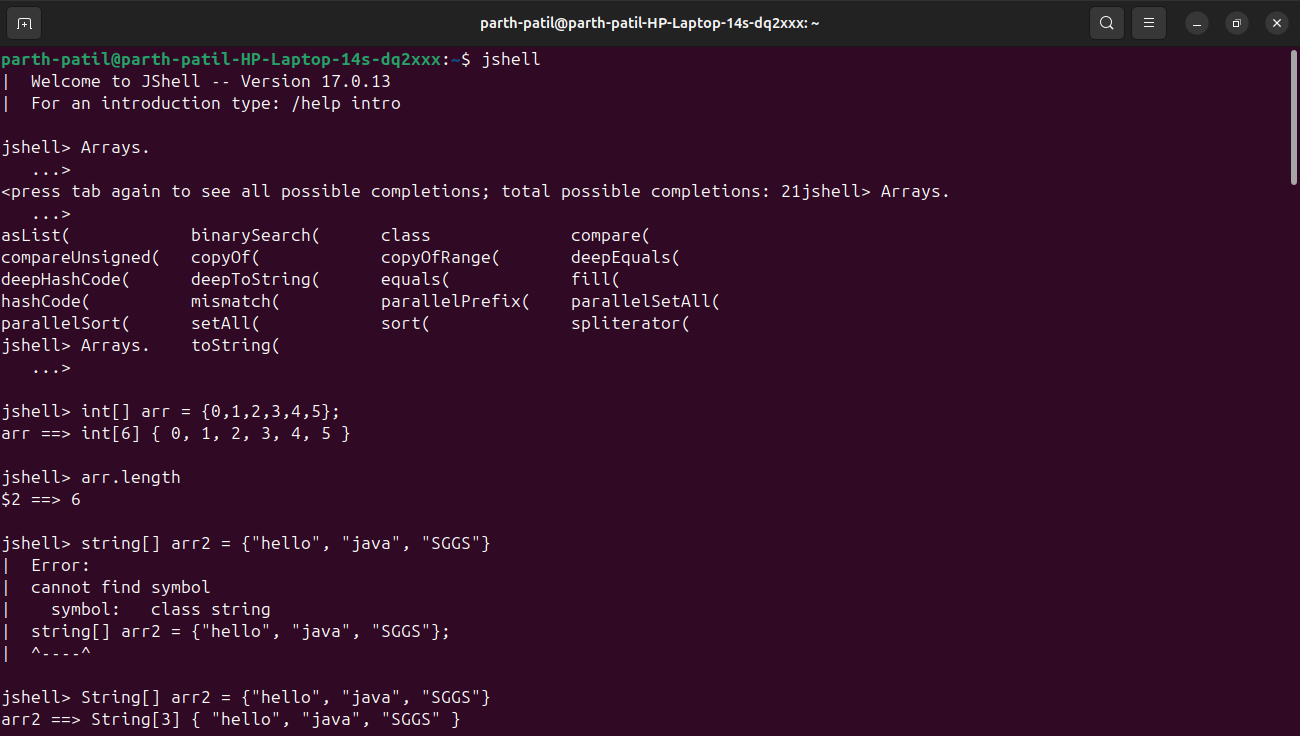 parth-patil@parth-patil-HP-Laptop-14s-dq2xxx: ~
parth-patil@parth-patil-HP-Laptop-14s-dq2xxx:~$ jshell
|  Welcome to JShell -- Version 17.0.13
|  For an introduction type: /help intro
jshell> Arrays.
   ...>
<press tab again to see all possible completions; total possible completions: 21jshell> Arrays.
   ...>
asList(            binarySearch(      class              compare(
compareUnsigned(   copyOf(            copyOfRange(       deepEquals(
deepHashCode(      deepToString(      equals(            fill(
hashCode(          mismatch(          parallelPrefix(    parallelSetAll(
parallelSort(      setAll(            sort(              spliterator(
jshell> Arrays.    toString(
   ...>
jshell> int[] arr = {0,1,2,3,4,5};
arr ==> int[6] { 0, 1, 2, 3, 4, 5 }
jshell> arr.length
$2 ==> 6
jshell> string[] arr2 = {"hello", "java", "SGGS"}
|  Error:
|  cannot find symbol
|    symbol:   class string
|  string[] arr2 = {"hello", "java", "SGGS"};
|  ^----^
jshell> String[] arr2 = {"hello", "java", "SGGS"}
arr2 ==> String[3] { "hello", "java", "SGGS" }